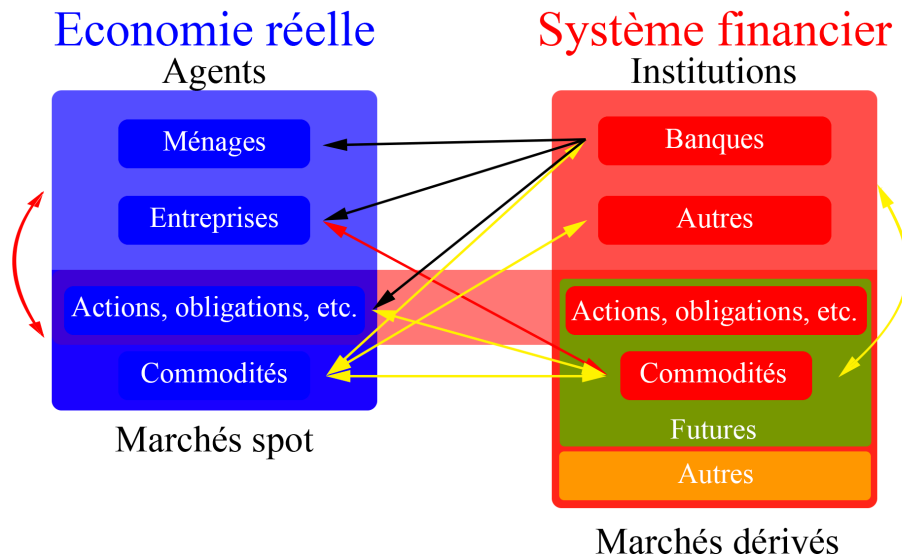 Economie réelle
Agents
Ménages
Entreprises
Actions, obligations, etc.
Commodités
Marchés spot
Système financier
Institutions
Banques
Autres
Actions, obligations, etc.
Commodités
Futures
Autres
Marchés dérivés